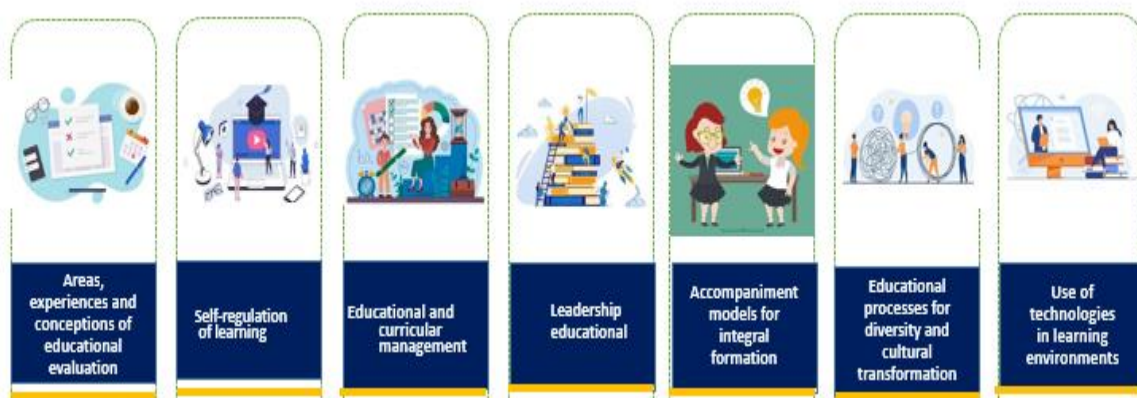 Areas,
experiences and
conceptions of
educational
evaluation
Self-regulation
of learning
Educational and
curricular
management
Leadership
educational
Accompaniment
models for
integral
formation
Educational
processes for
diversity and
cultural
transformation
Use of
technologies
in learning
environments